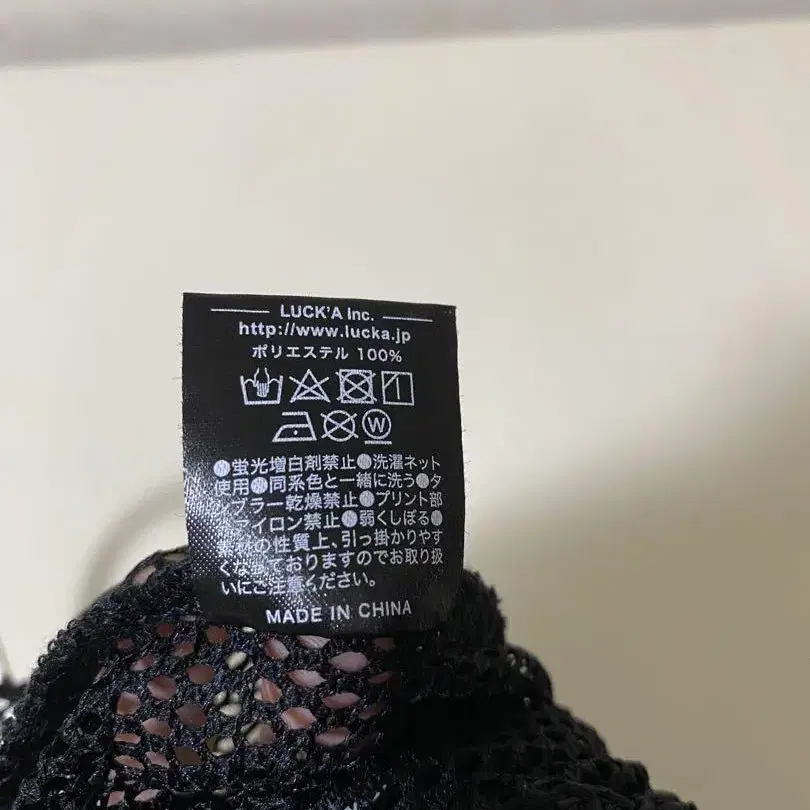 LUCK'A Inc.
http://www.lucka.jp
ポリエステル 100%
W
●蛍光増白剤禁止●洗濯ネット
使用●同系色と一緒に洗う●タ
ンブラー乾燥禁止●プリント部
アイロン禁止●弱くしぼる●
の性質上、引っ掛かりやす
くなっておりますのでお取り扱
いにご注意ください。
MADE IN CHINA